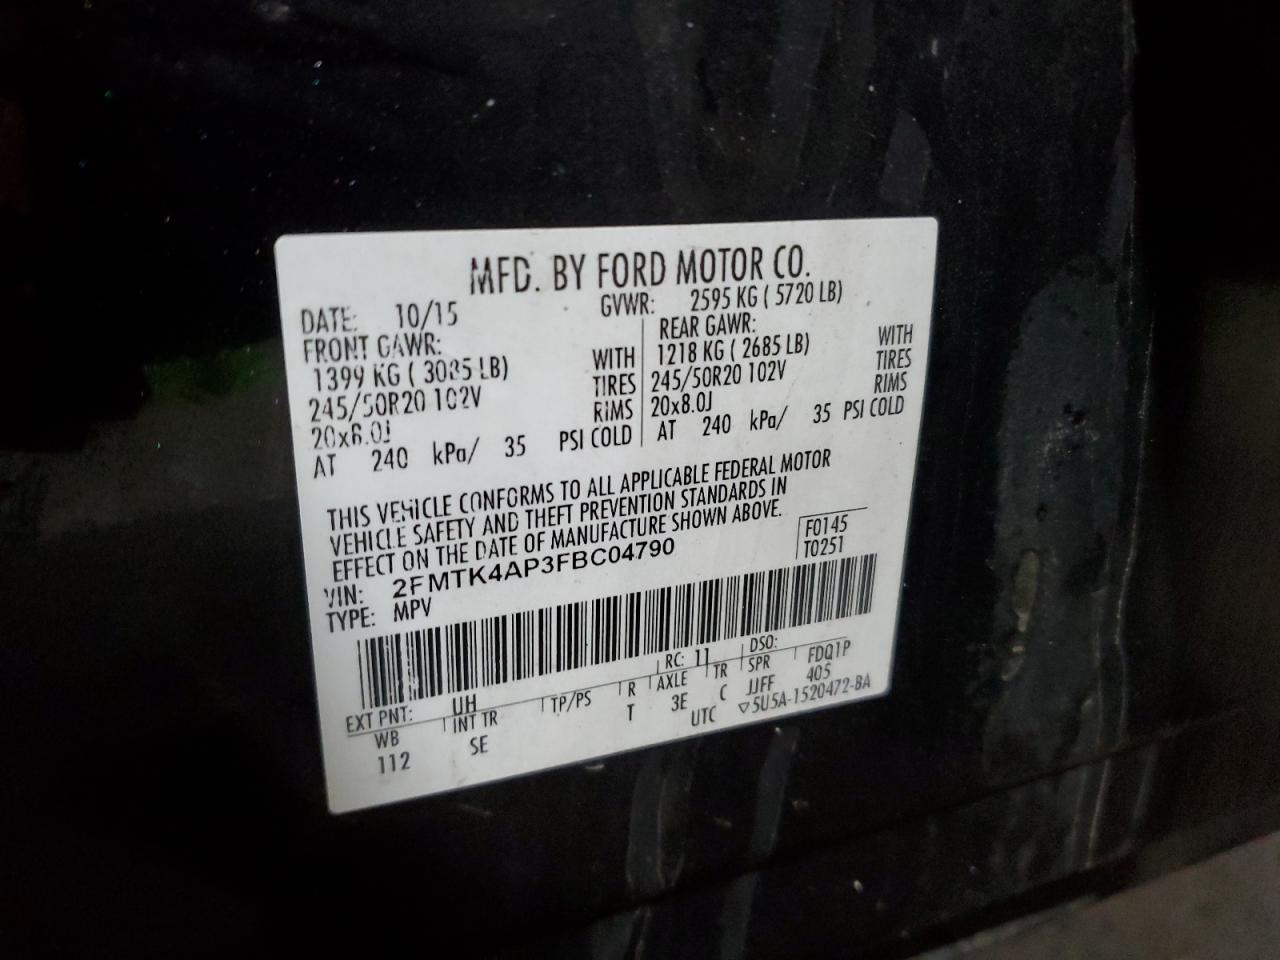 MFD. BY FORD MOTOR CO.
DATE: 10/15 GVWR: 2595 KG ( 5720 LB)
FRONT GAWR: REAR GAWR:
1399 KG ( 3085 LB) WITH 1218 KG ( 2685 LB) WITH
245/50R20 102V TIRES 245/50R20 102V TIRES
20x8.0J RIMS 20x8.0J RIMS
AT 240 kPa/ 35 PSI COLD AT 240 kPa/ 35 PSI COLD
THIS VEHICLE CONFORMS TO ALL APPLICABLE FEDERAL MOTOR
VEHICLE SAFETY AND THEFT PREVENTION STANDARDS IN
EFFECT ON THE DATE OF MANUFACTURE SHOWN ABOVE.
VIN: 2FMTK4AP3FBC04790 F0145
TYPE: MPV T0251
EXT PNT: UH RC: 11 DSO: FDQ1P
WB INT TR TP/PS R AXLE TR SPR 405
112 SE T 3E C JJFF
UTC ▽5U5A-1520472-BA